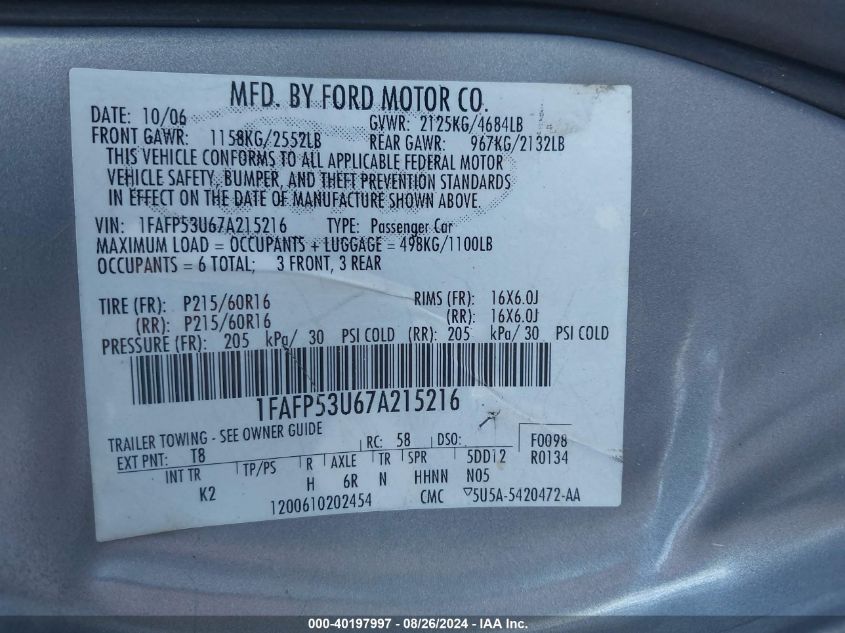 MFD. BY FORD MOTOR CO.
DATE: 10/06 GVWR: 2125KG/4684LB
FRONT GAWR: 1158KG/2552LB REAR GAWR: 967KG/2132LB
THIS VEHICLE CONFORMS TO ALL APPLICABLE FEDERAL MOTOR
VEHICLE SAFETY, BUMPER, AND THEFT PREVENTION STANDARDS
IN EFFECT ON THE DATE OF MANUFACTURE SHOWN ABOVE.
VIN: 1FAFP53U67A215216 TYPE: Passenger Car
MAXIMUM LOAD = OCCUPANTS + LUGGAGE = 498KG/1100LB
OCCUPANTS = 6 TOTAL; 3 FRONT, 3 REAR
TIRE (FR): P215/60R16 RIMS (FR): 16X6.0J
(RR): P215/60R16 (RR): 16X6.0J
PRESSURE (FR): 205 kPa/ 30 PSI COLD (RR): 205 kPa/ 30 PSI COLD
1FAFP53U67A215216
TRAILER TOWING - SEE OWNER GUIDE
RC: 58 DSO: F0098
EXT PNT: T8 5DD12 R0134
INT TR TP/PS R AXLE TR SPR
K2 H 6R N HHNN N05
1200610202454 CMC ▽5U5A-5420472-AA
000-40197997 - 08/26/2024 - IAA Inc.